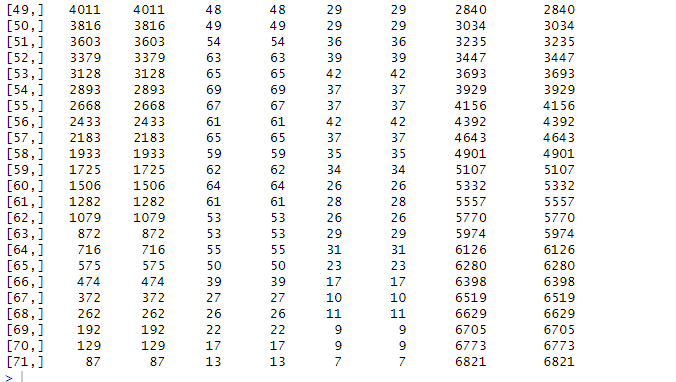 [49,] 4011 4011 48 48 29 29 2840 2840
[50,] 3816 3816 49 49 29 29 3034 3034
[51,] 3603 3603 54 54 36 36 3235 3235
[52,] 3379 3379 63 63 39 39 3447 3447
[53,] 3128 3128 65 65 42 42 3693 3693
[54,] 2893 2893 69 69 37 37 3929 3929
[55,] 2668 2668 67 67 37 37 4156 4156
[56,] 2433 2433 61 61 42 42 4392 4392
[57,] 2183 2183 65 65 37 37 4643 4643
[58,] 1933 1933 59 59 35 35 4901 4901
[59,] 1725 1725 62 62 34 34 5107 5107
[60,] 1506 1506 64 64 26 26 5332 5332
[61,] 1282 1282 61 61 28 28 5557 5557
[62,] 1079 1079 53 53 26 26 5770 5770
[63,] 872 872 53 53 29 29 5974 5974
[64,] 716 716 55 55 31 31 6126 6126
[65,] 575 575 50 50 23 23 6280 6280
[66,] 474 474 39 39 17 17 6398 6398
[67,] 372 372 27 27 10 10 6519 6519
[68,] 262 262 26 26 11 11 6629 6629
[69,] 192 192 22 22 9 9 6705 6705
[70,] 129 129 17 17 9 9 6773 6773
[71,] 87 87 13 13 7 7 6821 6821
>